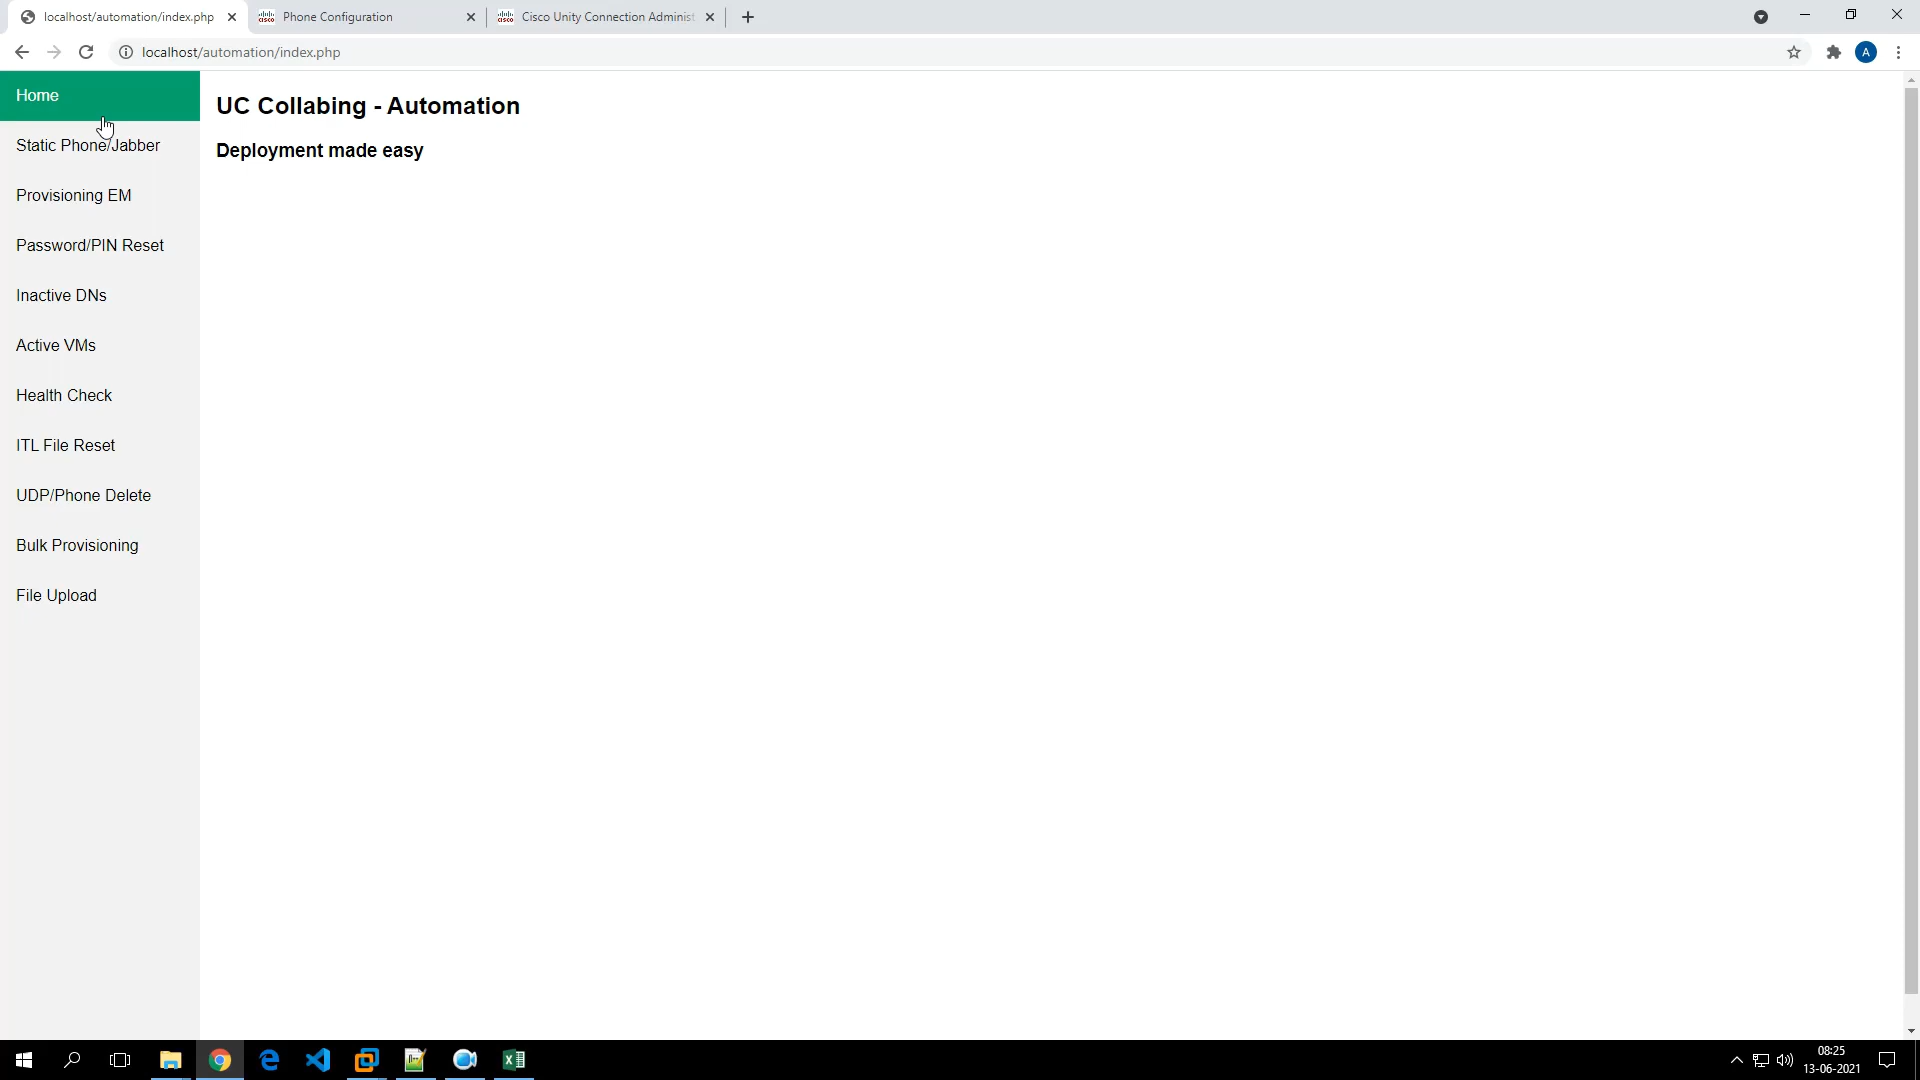 localhost/automation/index.php
Phone Configuration
Cisco Unity Connection Administ
localhost/automation/index.php
A
Home
Static Phone/Jabber
Provisioning EM
Password/PIN Reset
Inactive DNs
Active VMs
Health Check
ITL File Reset
UDP/Phone Delete
Bulk Provisioning
File Upload
UC Collabing - Automation
Deployment made easy
08:25
13-06-2021